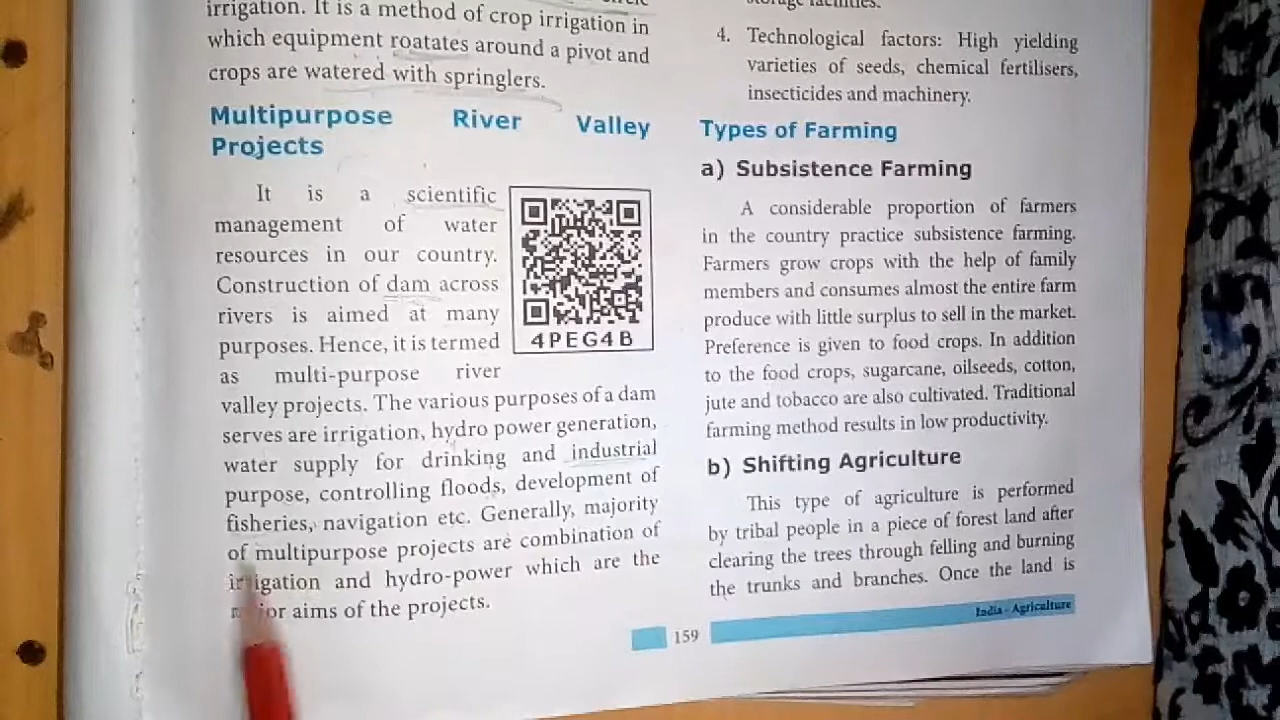 irrigation. It is a method of crop irrigation in
which equipment roatates around a pivot and
crops are watered with springlers.
Multipurpose River Valley
Projects
It is a scientific
management of water
resources in our country.
Construction of dam across
rivers is aimed at many
purposes. Hence, it is termed
as multi-purpose river
valley projects. The various purposes of a dam
serves are irrigation, hydro power generation,
water supply for drinking and industrial
purpose, controlling floods, development of
fisheries, navigation etc. Generally, majority
of multipurpose projects are combination of
irrigation and hydro-power which are the
major aims of the projects.
4PEG4B
storage facilities.
4. Technological factors: High yielding
varieties of seeds, chemical fertilisers,
insecticides and machinery.
Types of Farming
a) Subsistence Farming
A considerable proportion of farmers
in the country practice subsistence farming.
Farmers grow crops with the help of family
members and consumes almost the entire farm
produce with little surplus to sell in the market.
Preference is given to food crops. In addition
to the food crops, sugarcane, oilseeds, cotton,
jute and tobacco are also cultivated. Traditional
farming method results in low productivity.
b) Shifting Agriculture
This type of agriculture is performed
by tribal people in a piece of forest land after
clearing the trees through felling and burning
the trunks and branches. Once the land is
159
India - Agriculture